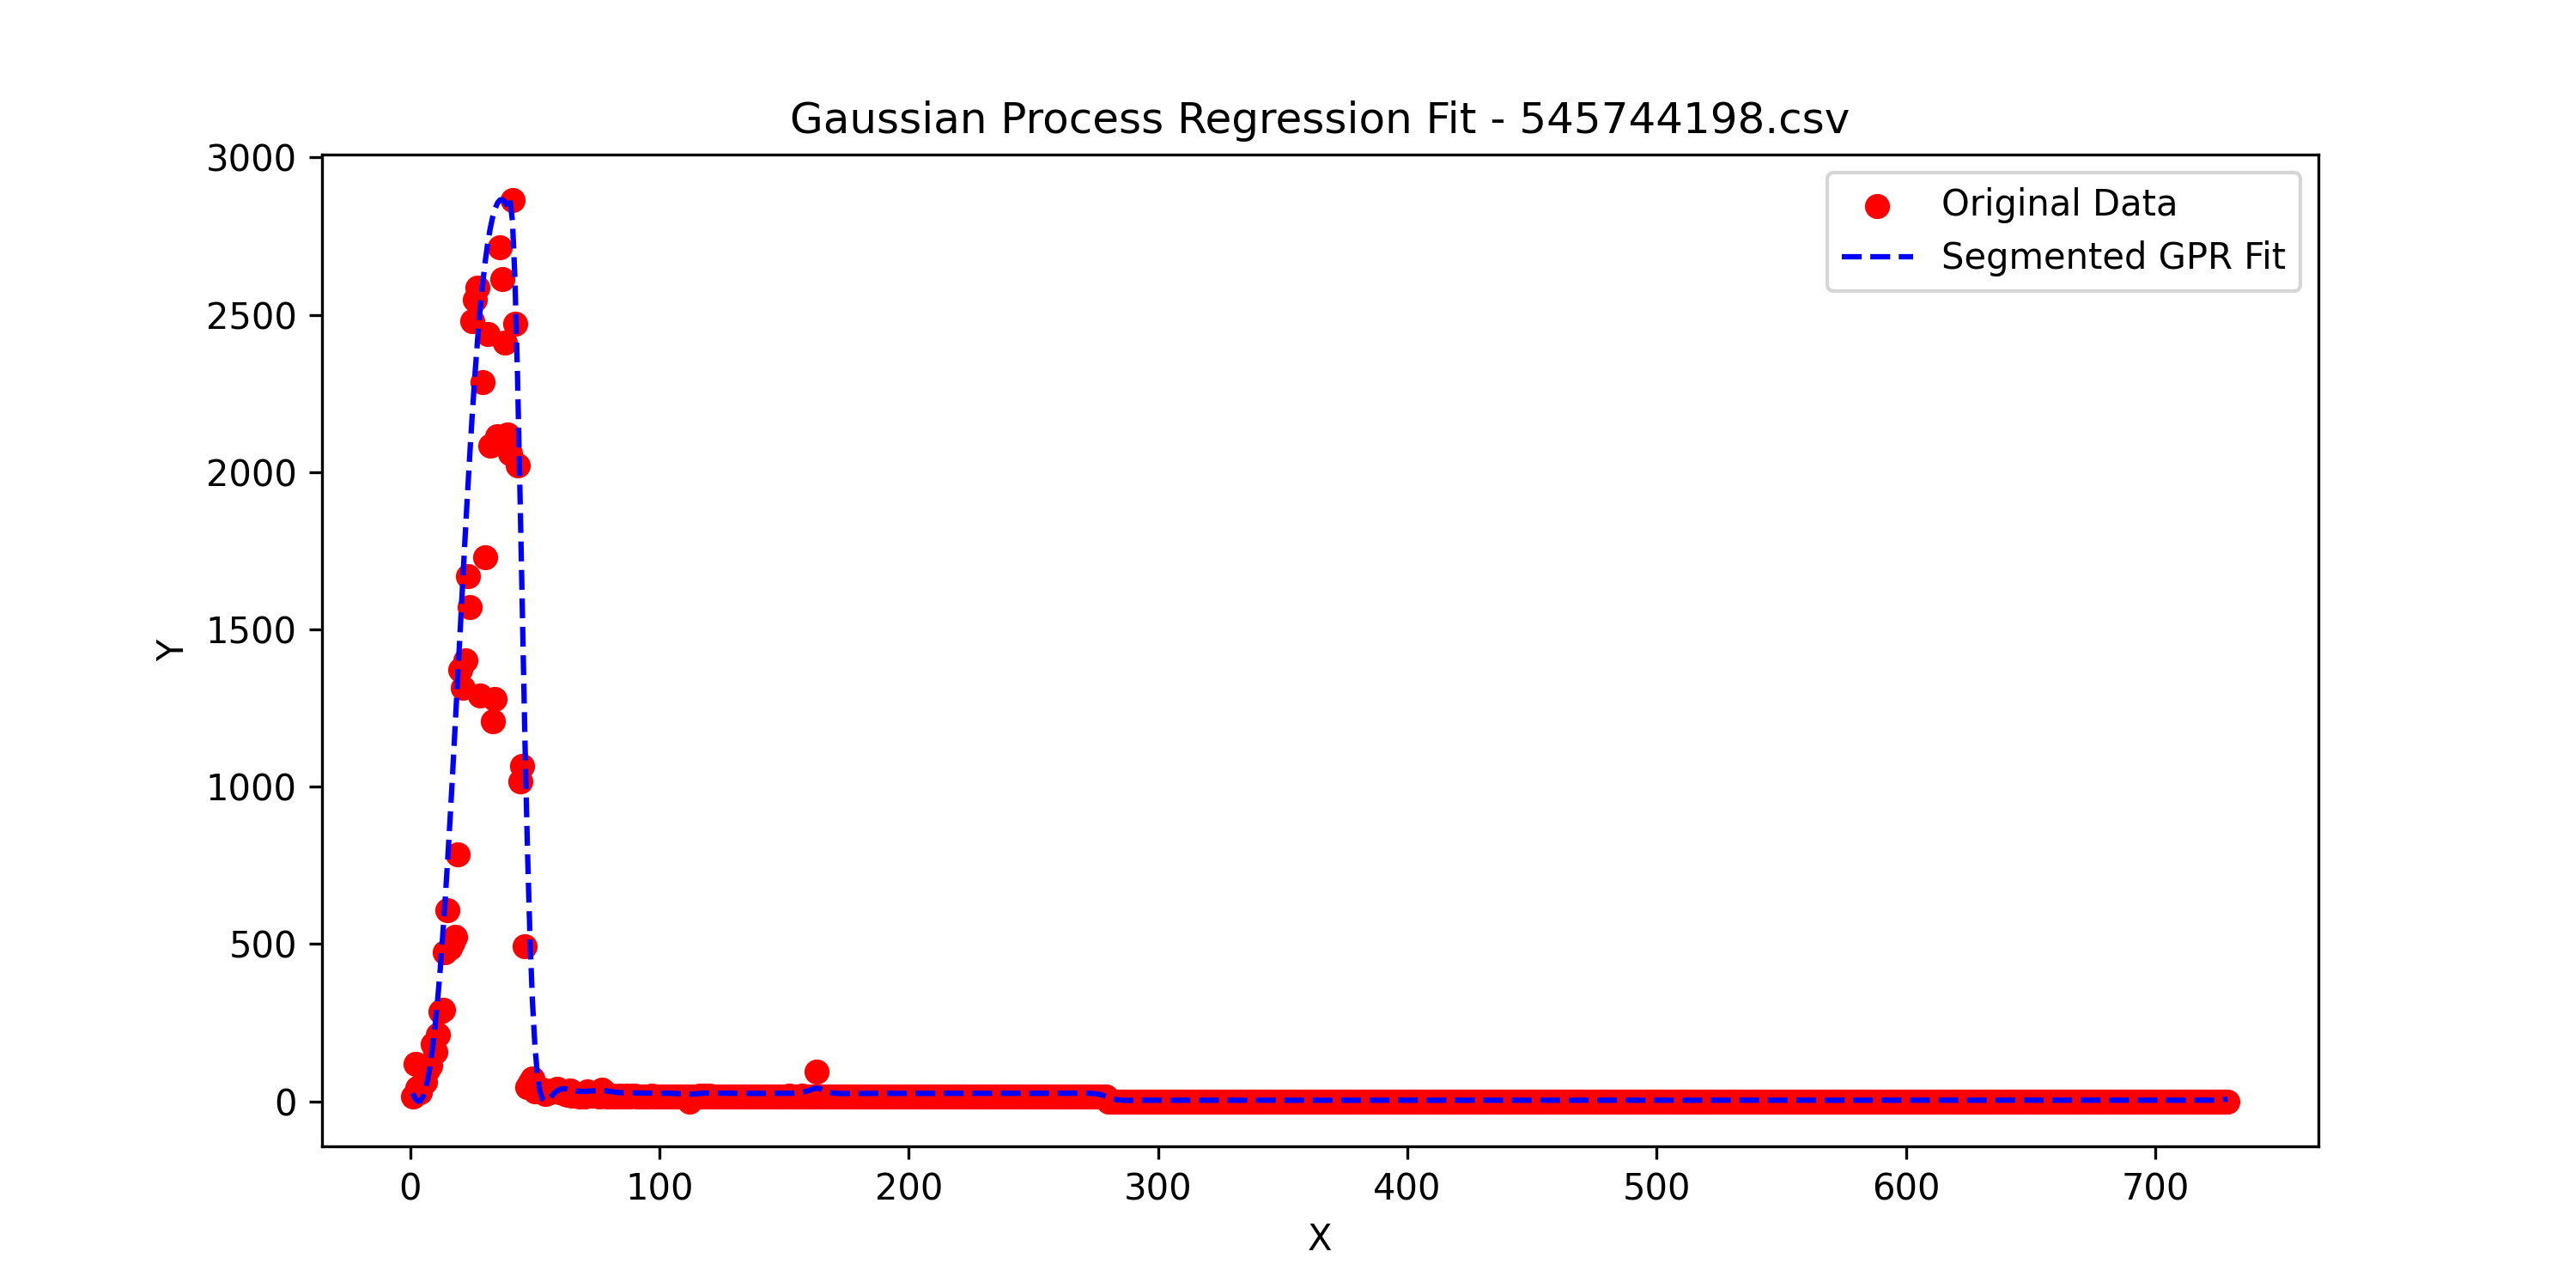 Gaussian Process Regression Fit - 545744198.csv
3000
2500
2000
1500
1000
500
0
Y
Original Data
Segmented GPR Fit
0 100 200 300 400 500 600 700
X